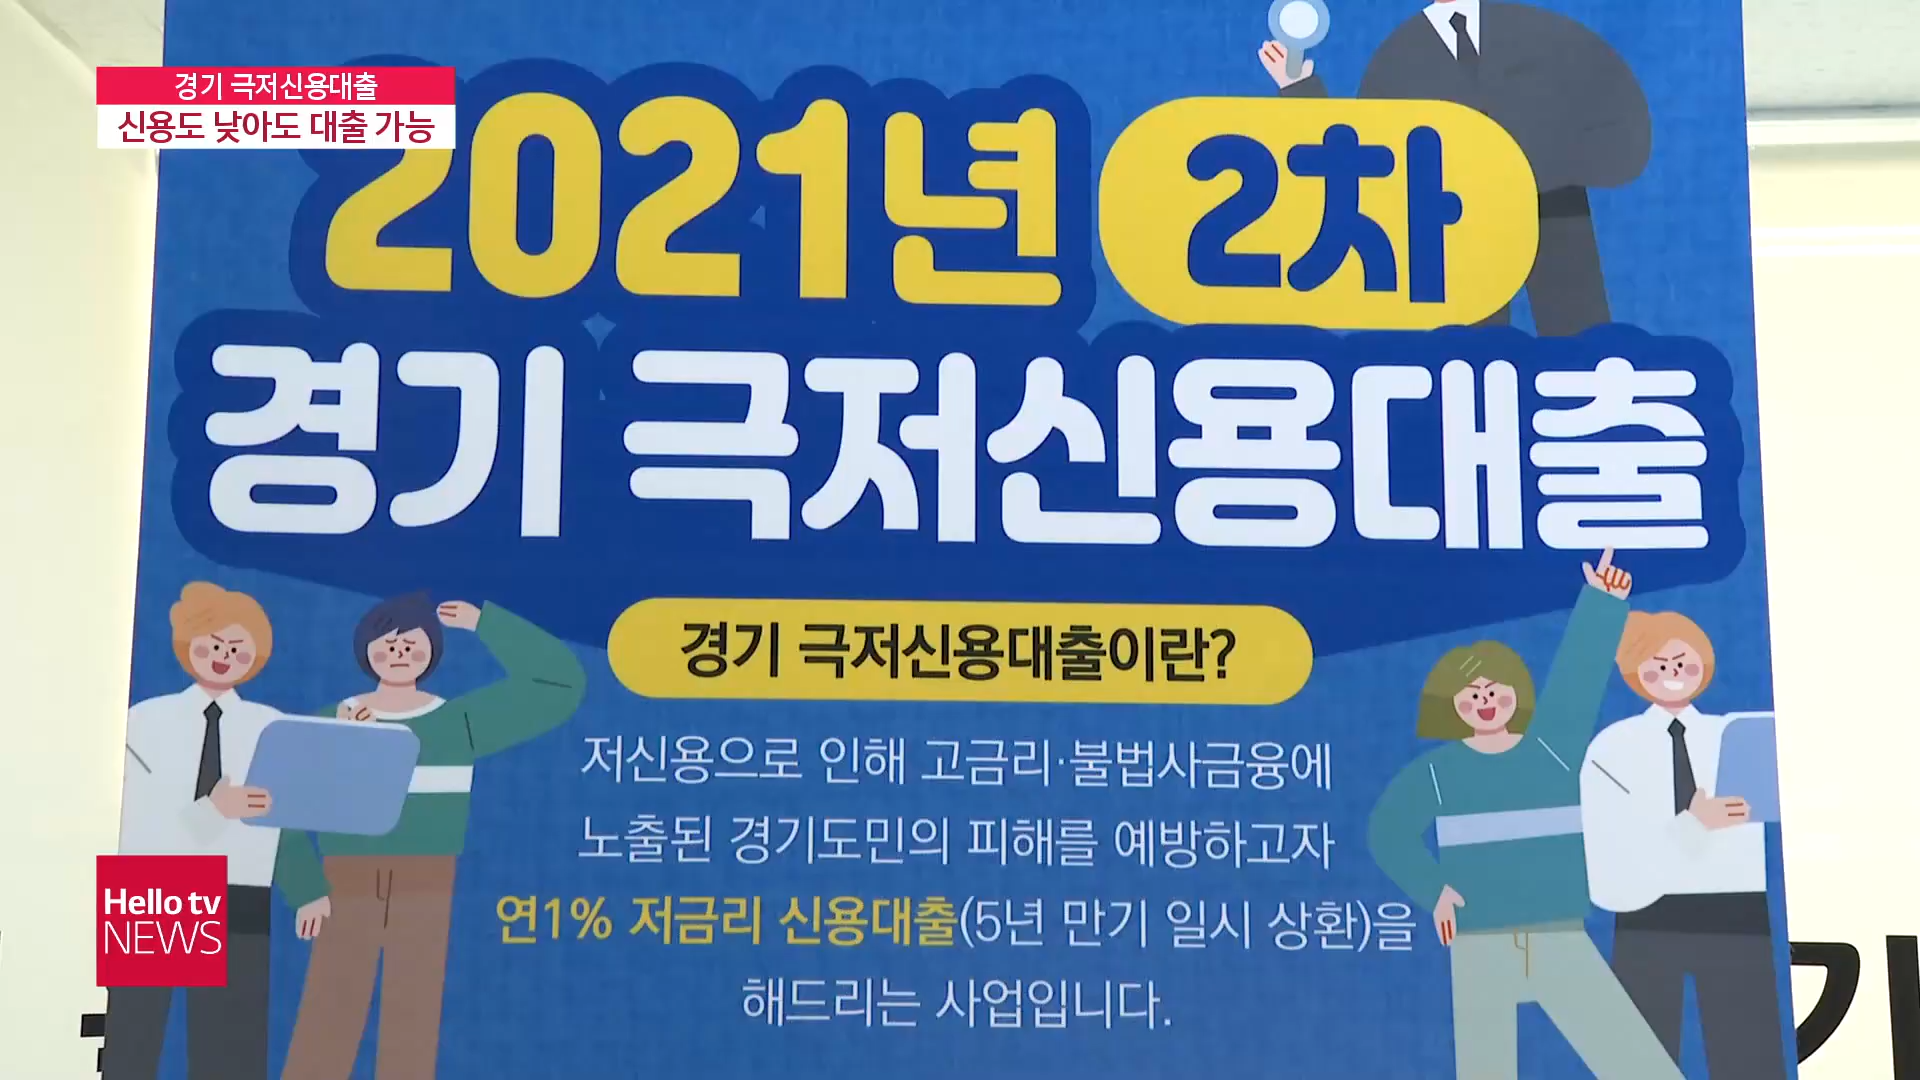 경기 극저신용대출
신용도 낮아도 대출 가능
2021년 2차
경기 극저신용대출
경기 극저신용대출이란?
저신용으로 인해 고금리·불법사금융에
노출된 경기도민의 피해를 예방하고자
연1% 저금리 신용대출(5년 만기 일시 상환)을
해드리는 사업입니다.
Hello tv
NEWS